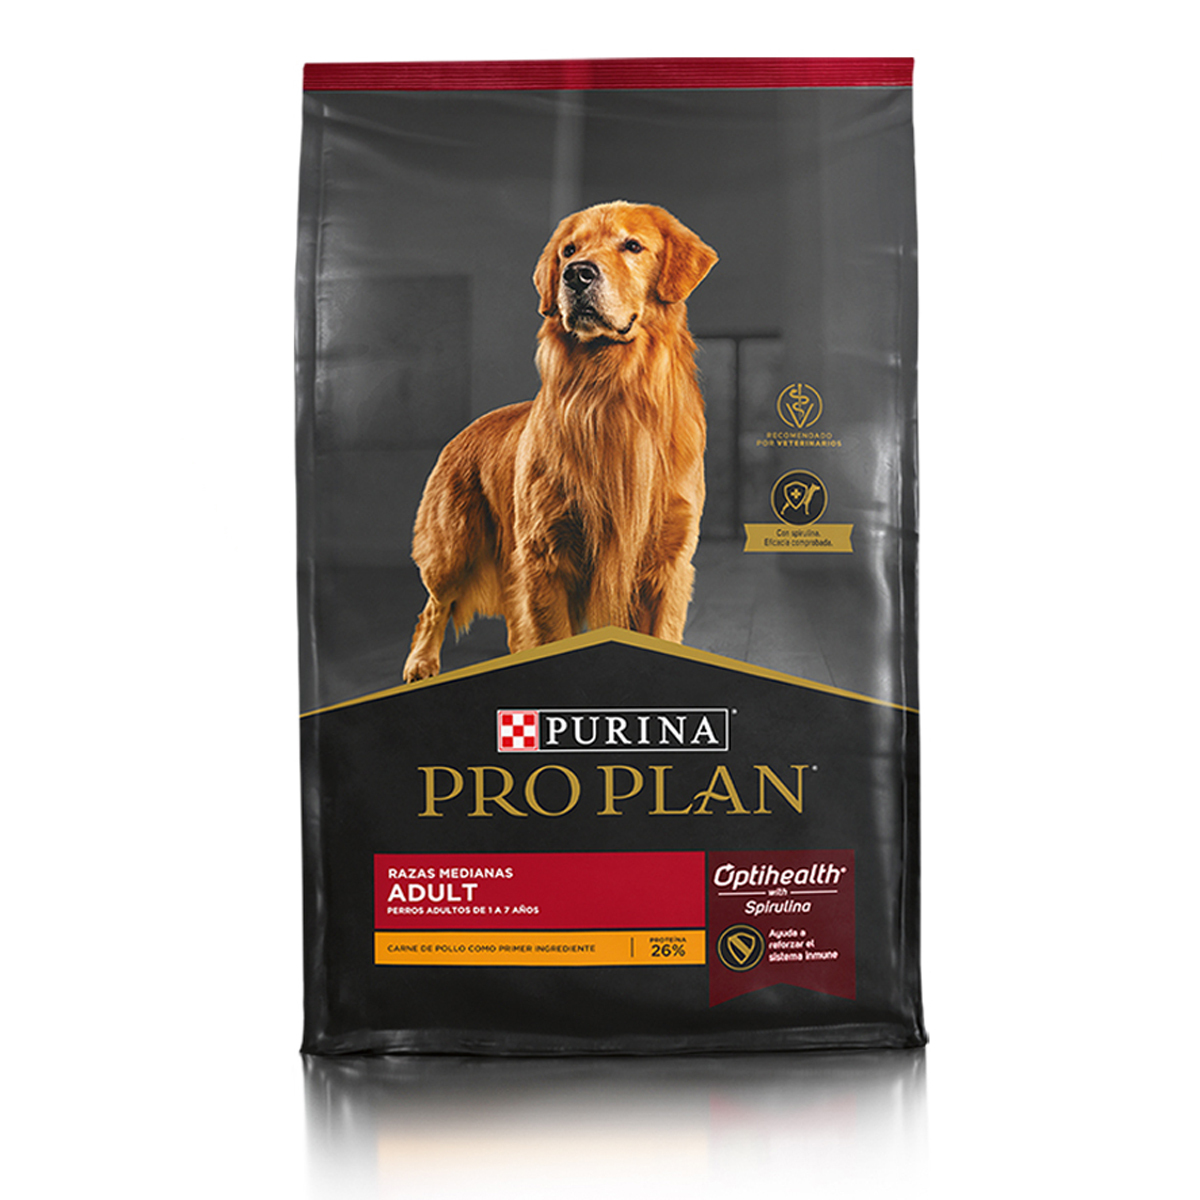 RECOMENDADO
POR VETERINARIOS
Con spirulina.
Eficacia comprobada.
PURINA®
PRO PLAN®
RAZAS MEDIANAS
ADULT
PERROS ADULTOS DE 1 A 7 AÑOS
CARNE DE POLLO COMO PRIMER INGREDIENTE
PROTEÍNA
26%
Optihealth®
with
Spirulina
Ayuda a
reforzar el
sistema inmune